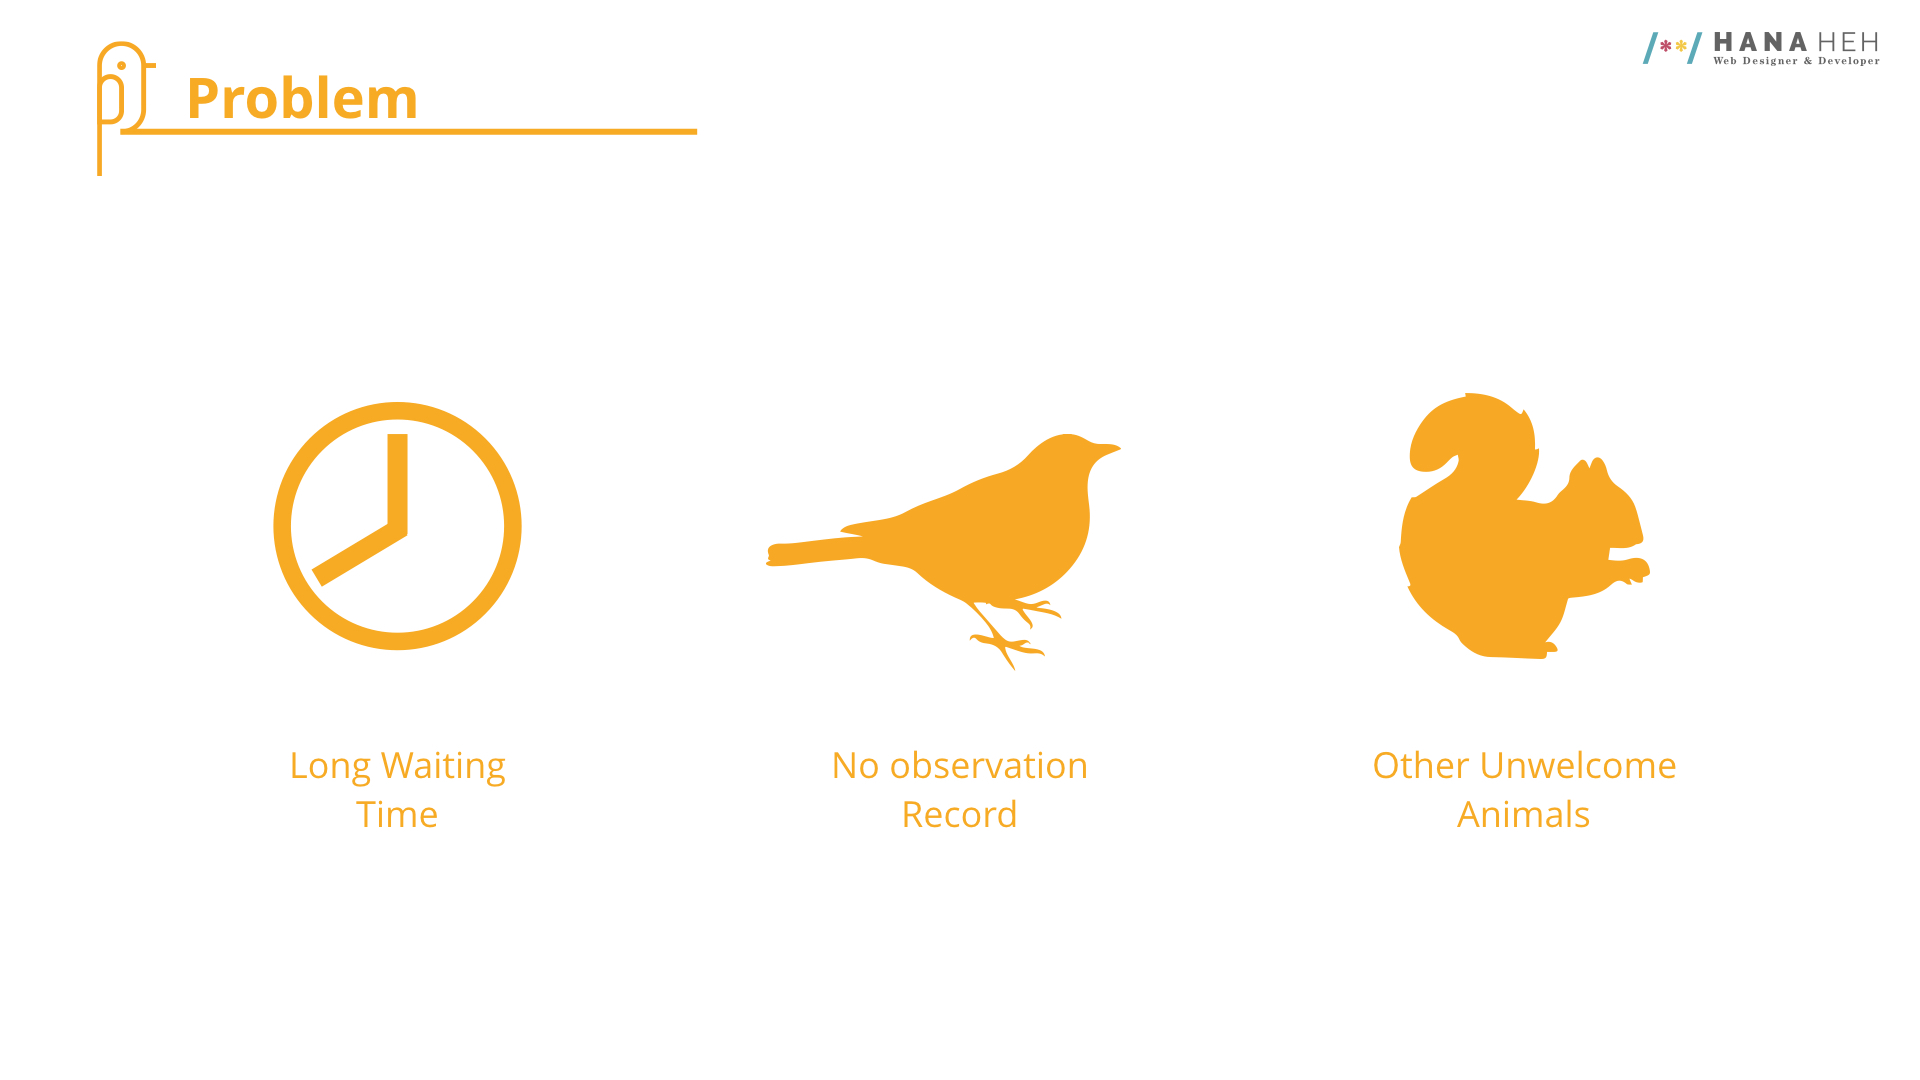 Problem
/**/ HANA HEH
Web Designer & Developer
Long Waiting
Time
No observation
Record
Other Unwelcome
Animals